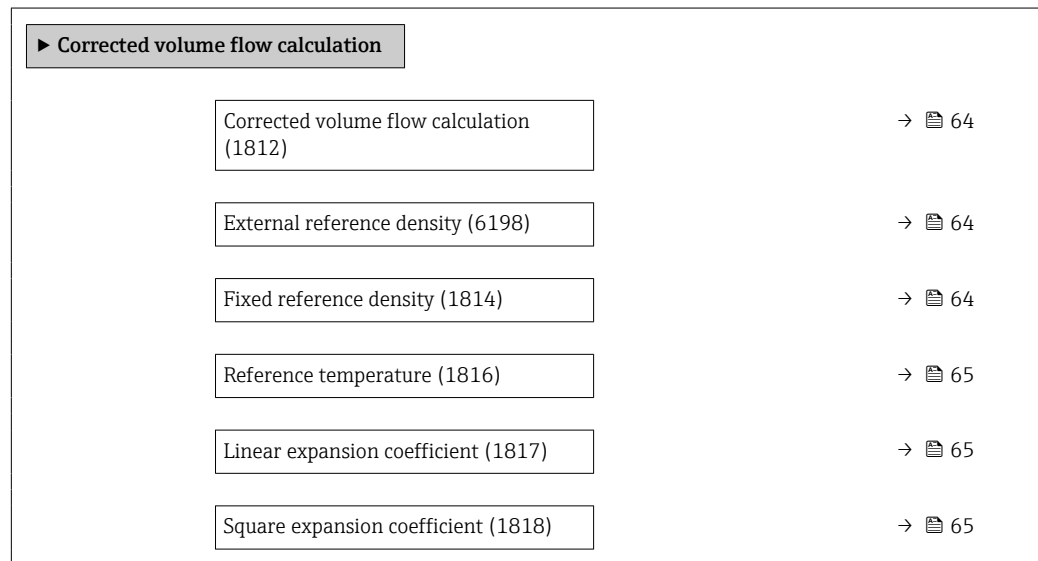 ▶ Corrected volume flow calculation
Corrected volume flow calculation
(1812)
→ 64
External reference density (6198)
→ 64
Fixed reference density (1814)
→ 64
Reference temperature (1816)
→ 65
Linear expansion coefficient (1817)
→ 65
Square expansion coefficient (1818)
→ 65